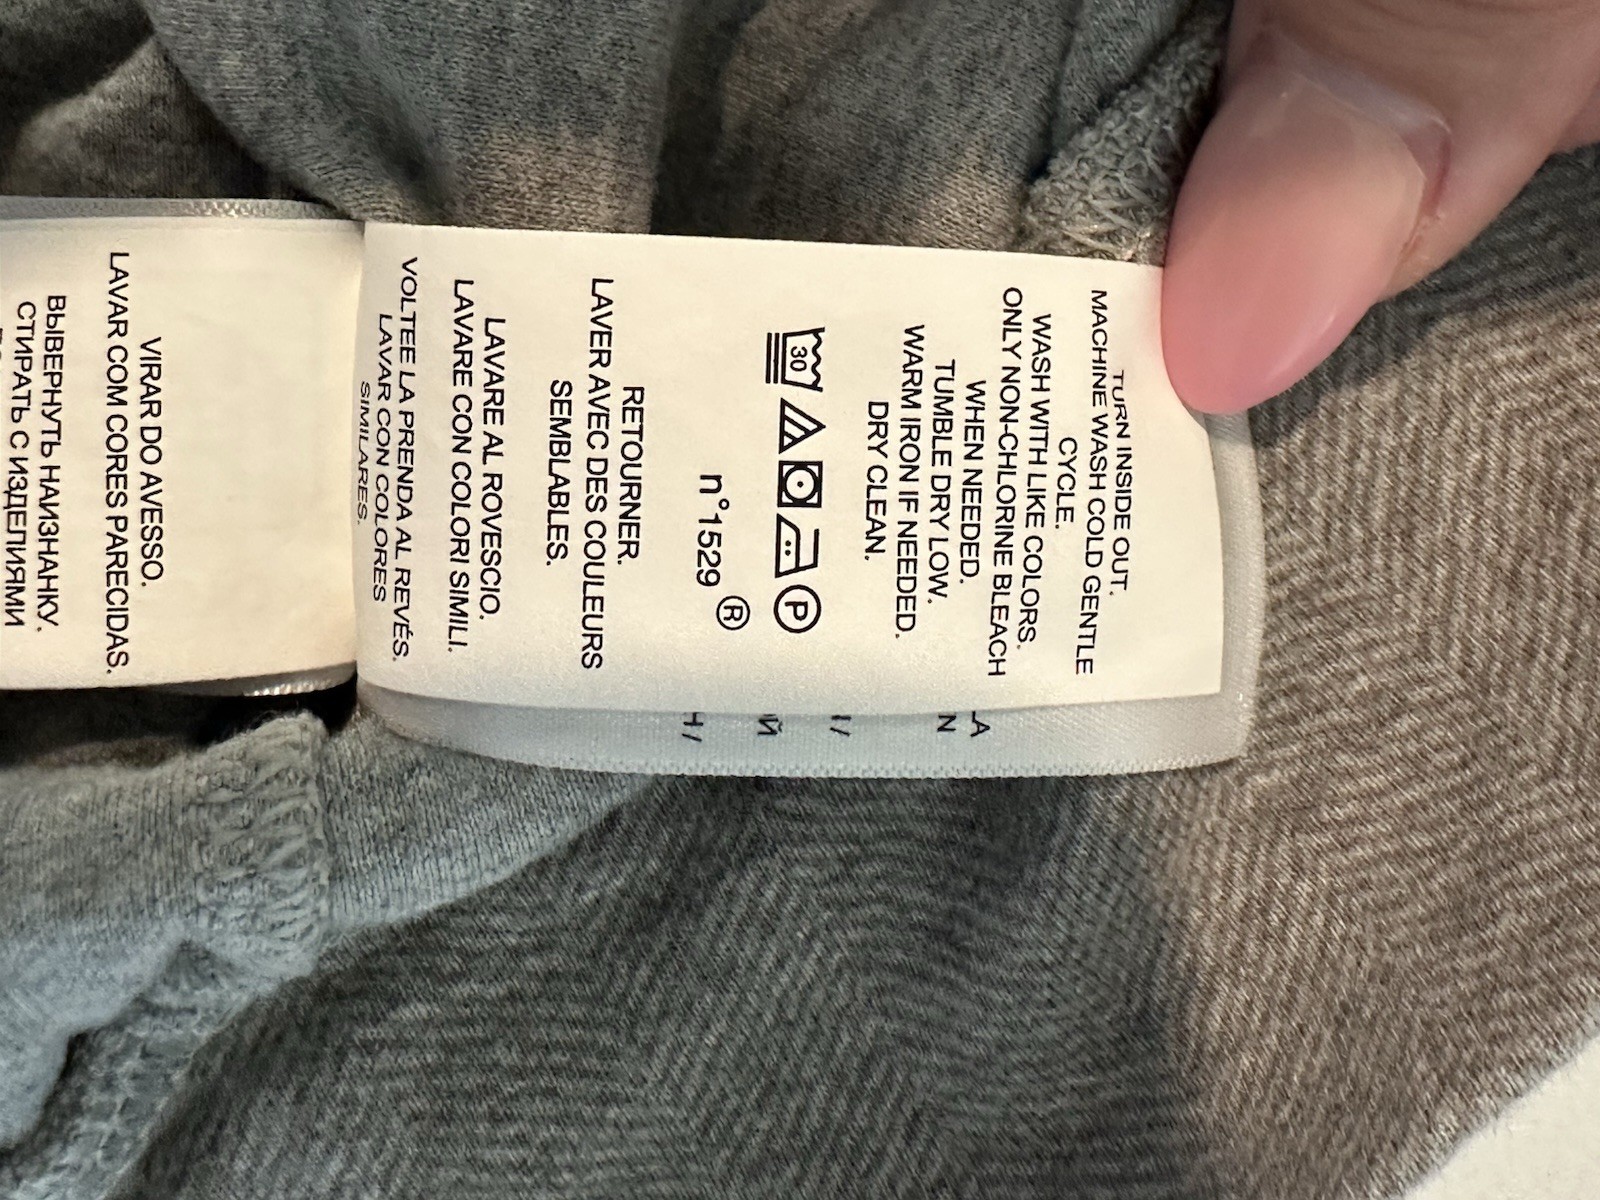 TURN INSIDE OUT.
MACHINE WASH COLD GENTLE
CYCLE.
WASH WITH LIKE COLORS.
ONLY NON-CHLORINE BLEACH
WHEN NEEDED.
TUMBLE DRY LOW.
WARM IRON IF NEEDED.
DRY CLEAN.
30 P
n°1529 ®
RETOURNER.
LAVER AVEC DES COULEURS
SEMBLABLES.
LAVARE AL ROVESCIO.
LAVARE CON COLORI SIMILI.
VOLTEE LA PRENDA AL REVÉS.
LAVAR CON COLORES
SIMILARES.
VIRAR DO AVESSO.
LAVAR COM CORES PARECIDAS.
ВЫВЕРНУТЬ НАИЗНАНКУ.
СТИРАТЬ С ИЗДЕЛИЯМИ